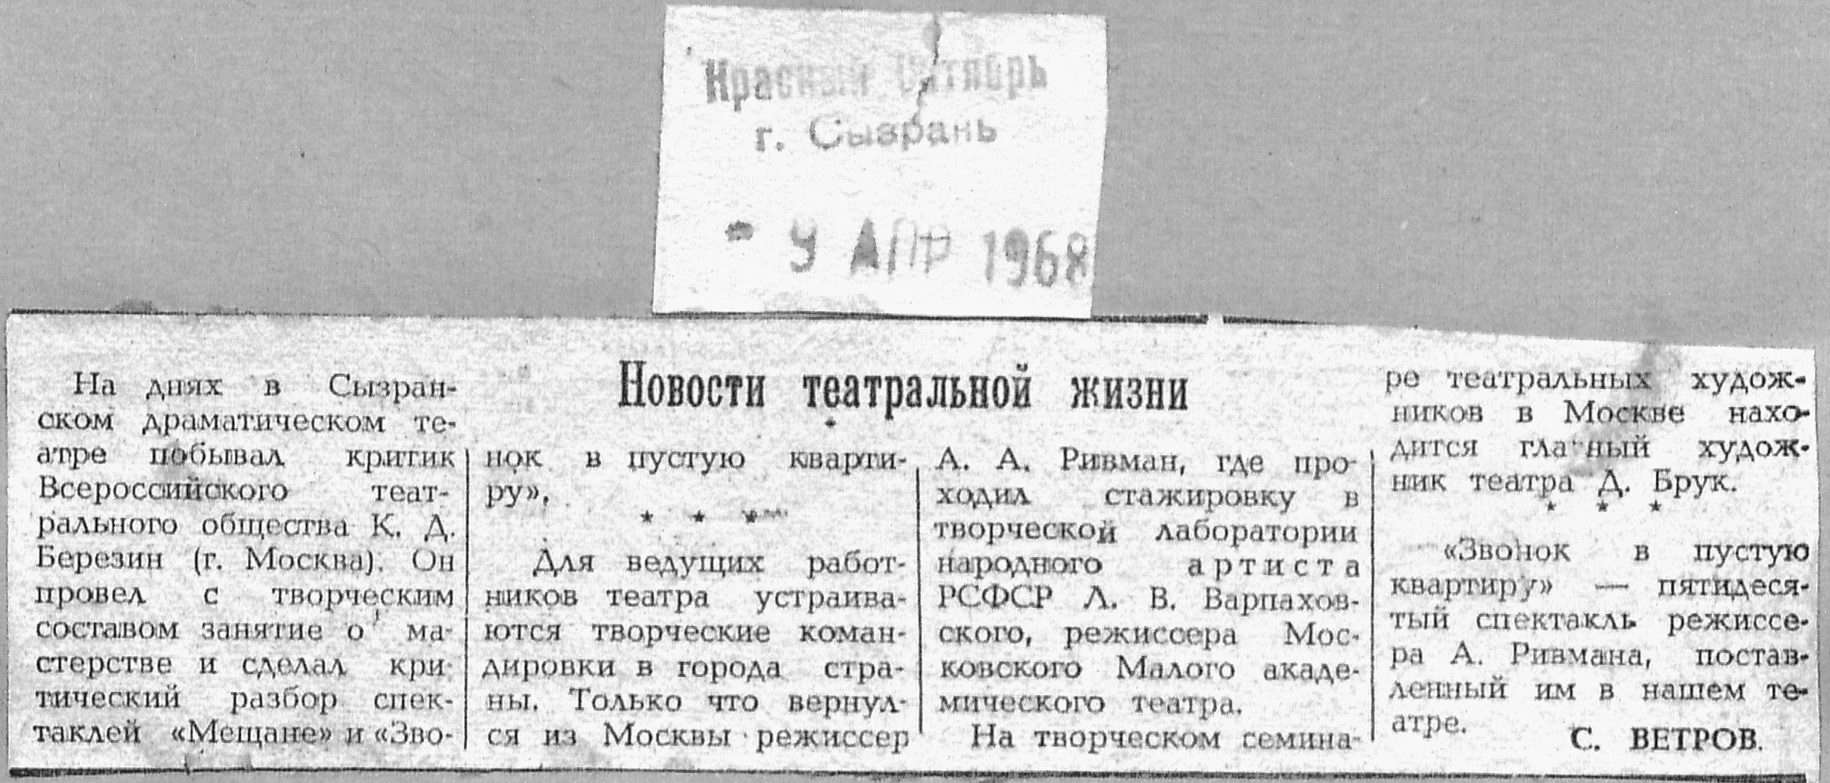 Красный Октябрь
г. Сызрань
- 9 АПР 1968
Новости театральной жизни
На днях в Сызран-
ском драматическом те-
атре побывал критик
Всероссийского теат-
рального общества К. Д.
Березин (г. Москва). Он
провел с творческим
составом занятие о ма-
стерстве и сделал кри-
тический разбор спек-
таклей «Мещане» и «Зво-
нок в пустую кварти-
ру».
* * *
Для ведущих работ-
ников театра устраива-
ются творческие коман-
дировки в города стра-
ны. Только что вернул-
ся из Москвы режиссер
А. А. Ривман, где про-
ходил стажировку в
творческой лаборатории
народного артиста
РСФСР Л. В. Варпахов-
ского, режиссера Мос-
ковского Малого акаде-
мического театра.
На творческом семина-
ре театральных худож-
ников в Москве нахо-
дится главный худож-
ник театра Д. Брук.
* * *
«Звонок в пустую
квартиру» — пятидеся-
тый спектакль режиссе-
ра А. Ривмана, постав-
ленный им в нашем те-
атре.
С. ВЕТРОВ.